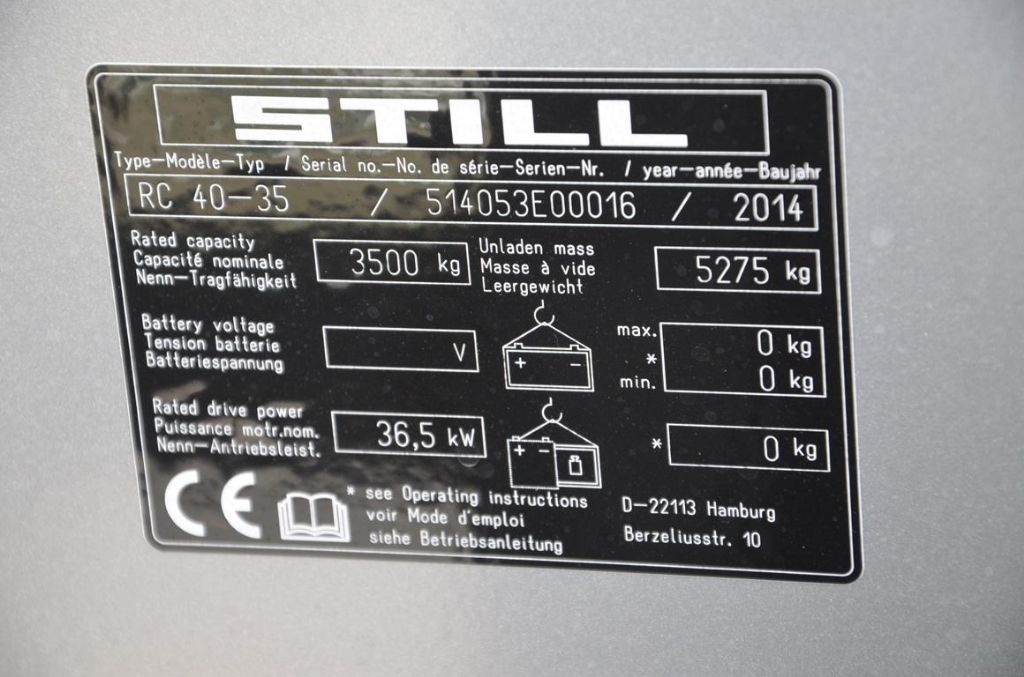 STILL
Type–Modèle–Typ / Serial no.–No. de série–Serien–Nr. / year–année–Baujahr
RC 40–35 / 514053E00016 / 2014
Rated capacity
Capacité nominale
Nenn–Tragfähigkeit
3500 kg
Unladen mass
Masse à vide
Leergewicht
5275 kg
Battery voltage
Tension batterie
Batteriespannung
V
+ –
max. 0 kg
*
min. 0 kg
Rated drive power
Puissance motr.nom.
Nenn–Antriebsleist.
36,5 kW
+ –
* 0 kg
CE
* see Operating instructions
voir Mode d'emploi
siehe Betriebsanleitung
D–22113 Hamburg
Berzeliusstr. 10